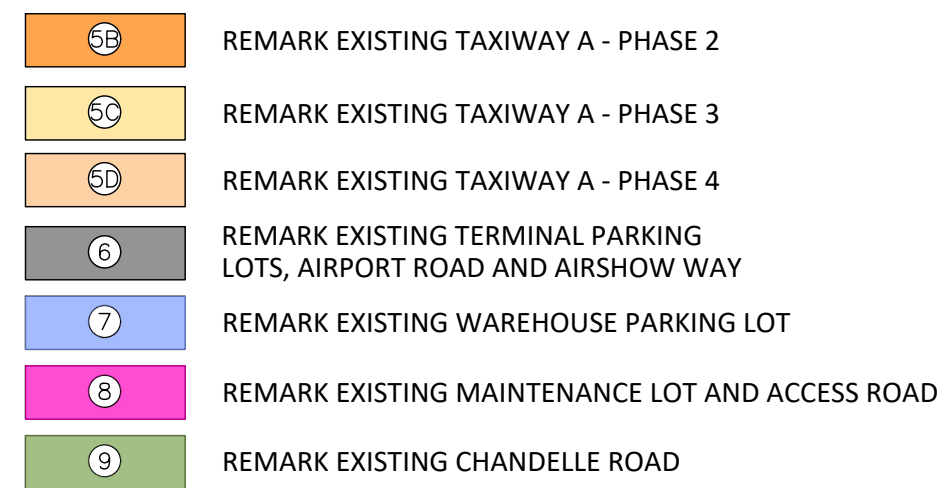 5B REMARK EXISTING TAXIWAY A - PHASE 2
5C REMARK EXISTING TAXIWAY A - PHASE 3
5D REMARK EXISTING TAXIWAY A - PHASE 4
6 REMARK EXISTING TERMINAL PARKING
LOTS, AIRPORT ROAD AND AIRSHOW WAY
7 REMARK EXISTING WAREHOUSE PARKING LOT
8 REMARK EXISTING MAINTENANCE LOT AND ACCESS ROAD
9 REMARK EXISTING CHANDELLE ROAD